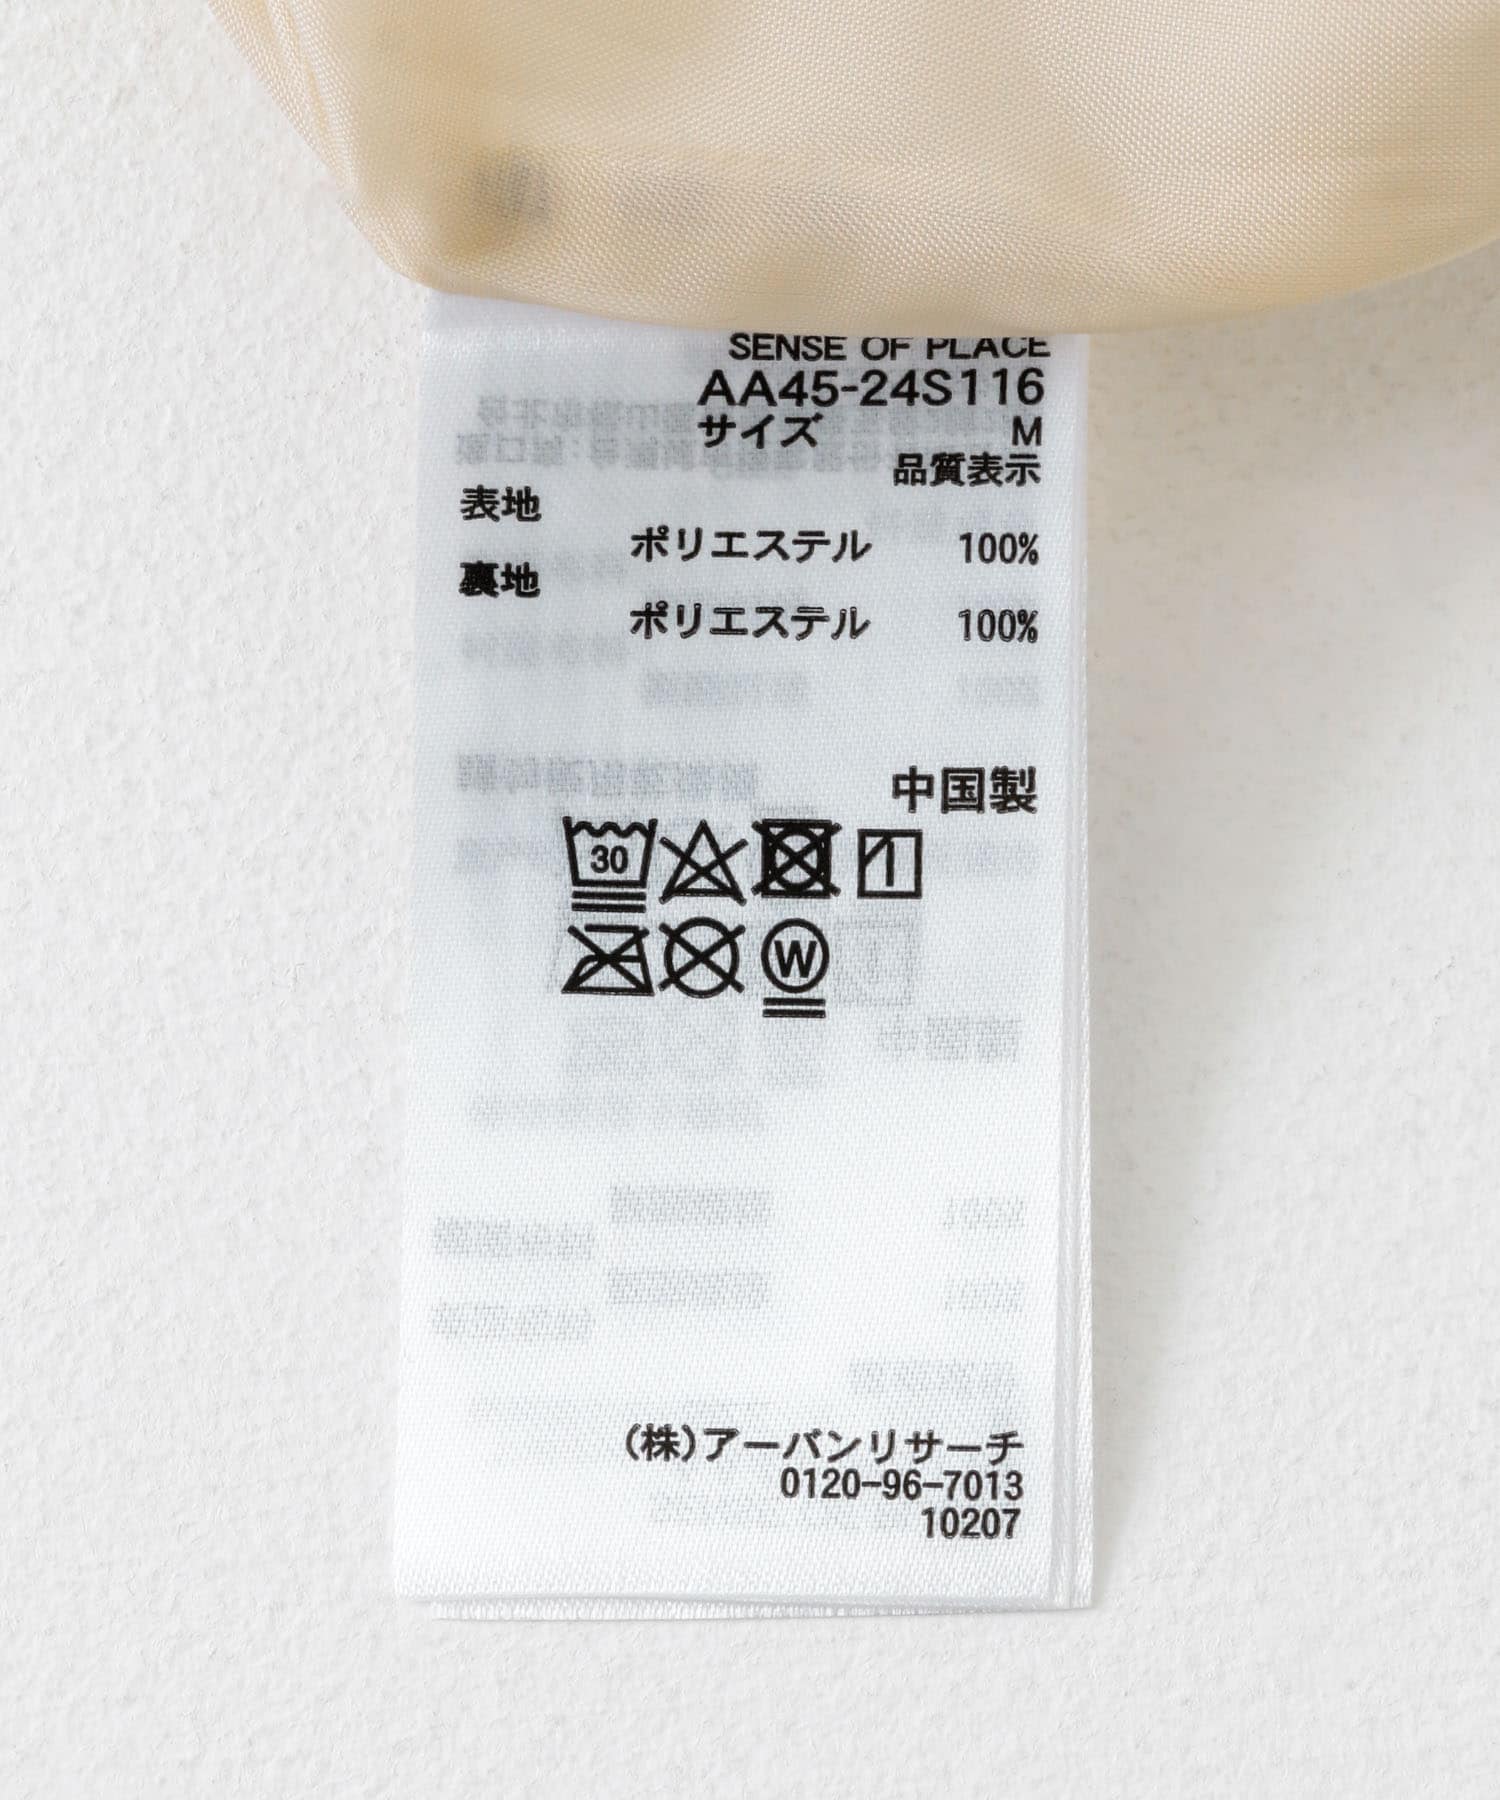 SENSE OF PLACE
AA45-24S116
サイズ M
品質表示
表地
ポリエステル 100%
裏地
ポリエステル 100%
中国製
30
W
(株)アーバンリサーチ
0120-96-7013
10207